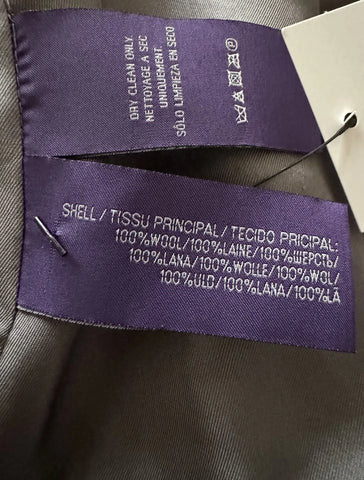 DRY CLEAN ONLY.
NETTOYAGE A SEC
UNIQUEMENT.
SÓLO LIMPIEZA EN SECO
SHELL / TISSU PRINCIPAL / TECIDO PRICIPAL:
100%WOOL/100%LAINE/100%ШЕРСТЬ/
100%LANA/100%WOLLE/100%WOL/
100%ULD/100%LANA/100%LÃ